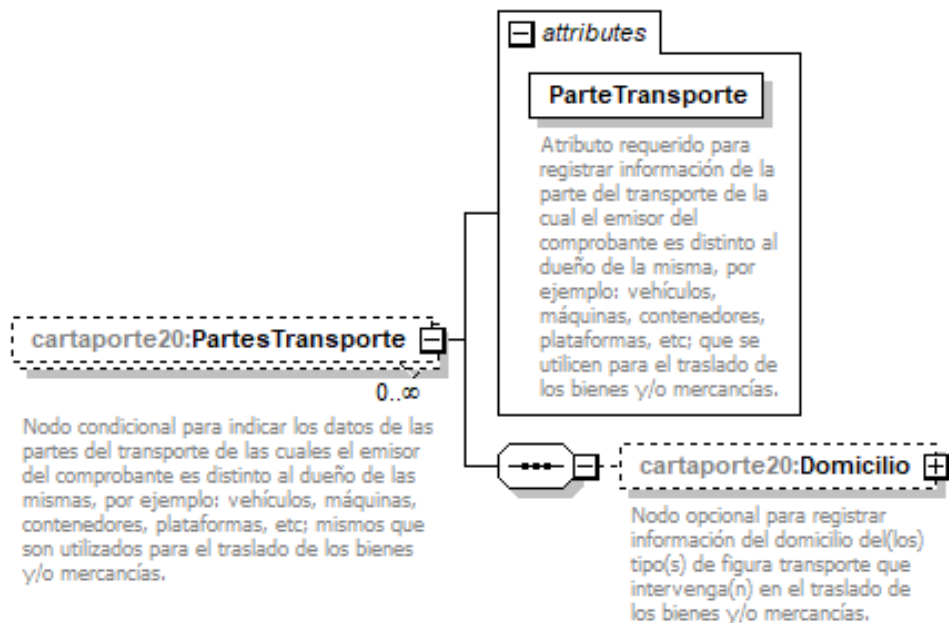 attributes
ParteTransporte
Atributo requerido para
registrar información de la
parte del transporte de la
cual el emisor del
comprobante es distinto al
dueño de la misma, por
ejemplo: vehículos,
máquinas, contenedores,
plataformas, etc; que se
utilicen para el traslado de
los bienes y/o mercancías.
cartaporte20:PartesTransporte
0..∞
Nodo condicional para indicar los datos de las
partes del transporte de las cuales el emisor
del comprobante es distinto al dueño de las
mismas, por ejemplo: vehículos, máquinas,
contenedores, plataformas, etc; mismos que
son utilizados para el traslado de los bienes
y/o mercancías.
cartaporte20:Domicilio
Nodo opcional para registrar
información del domicilio del(los)
tipo(s) de figura transporte que
intervenga(n) en el traslado de
los bienes y/o mercancías.